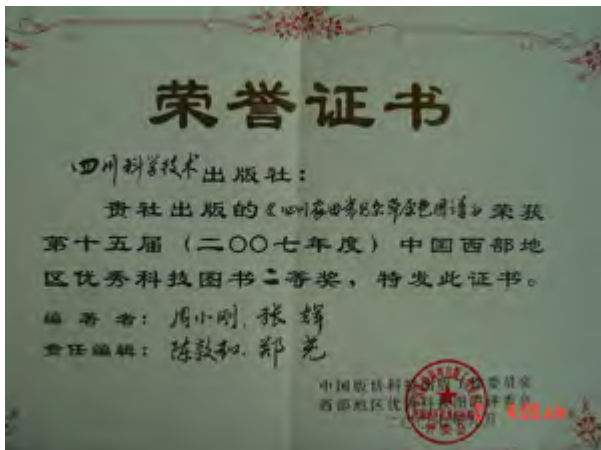 荣誉证书
四川科学技术出版社：
贵社出版的《四川农田常见杂草原色图谱》荣获
第十五届（二〇〇七年度）中国西部地
区优秀科技图书二等奖，特发此证书。
编著者：周小刚、张辉
责任编辑：陈敦和、郑尧
中国版协科技出版工作委员会
西部地区优秀科技图书评委会